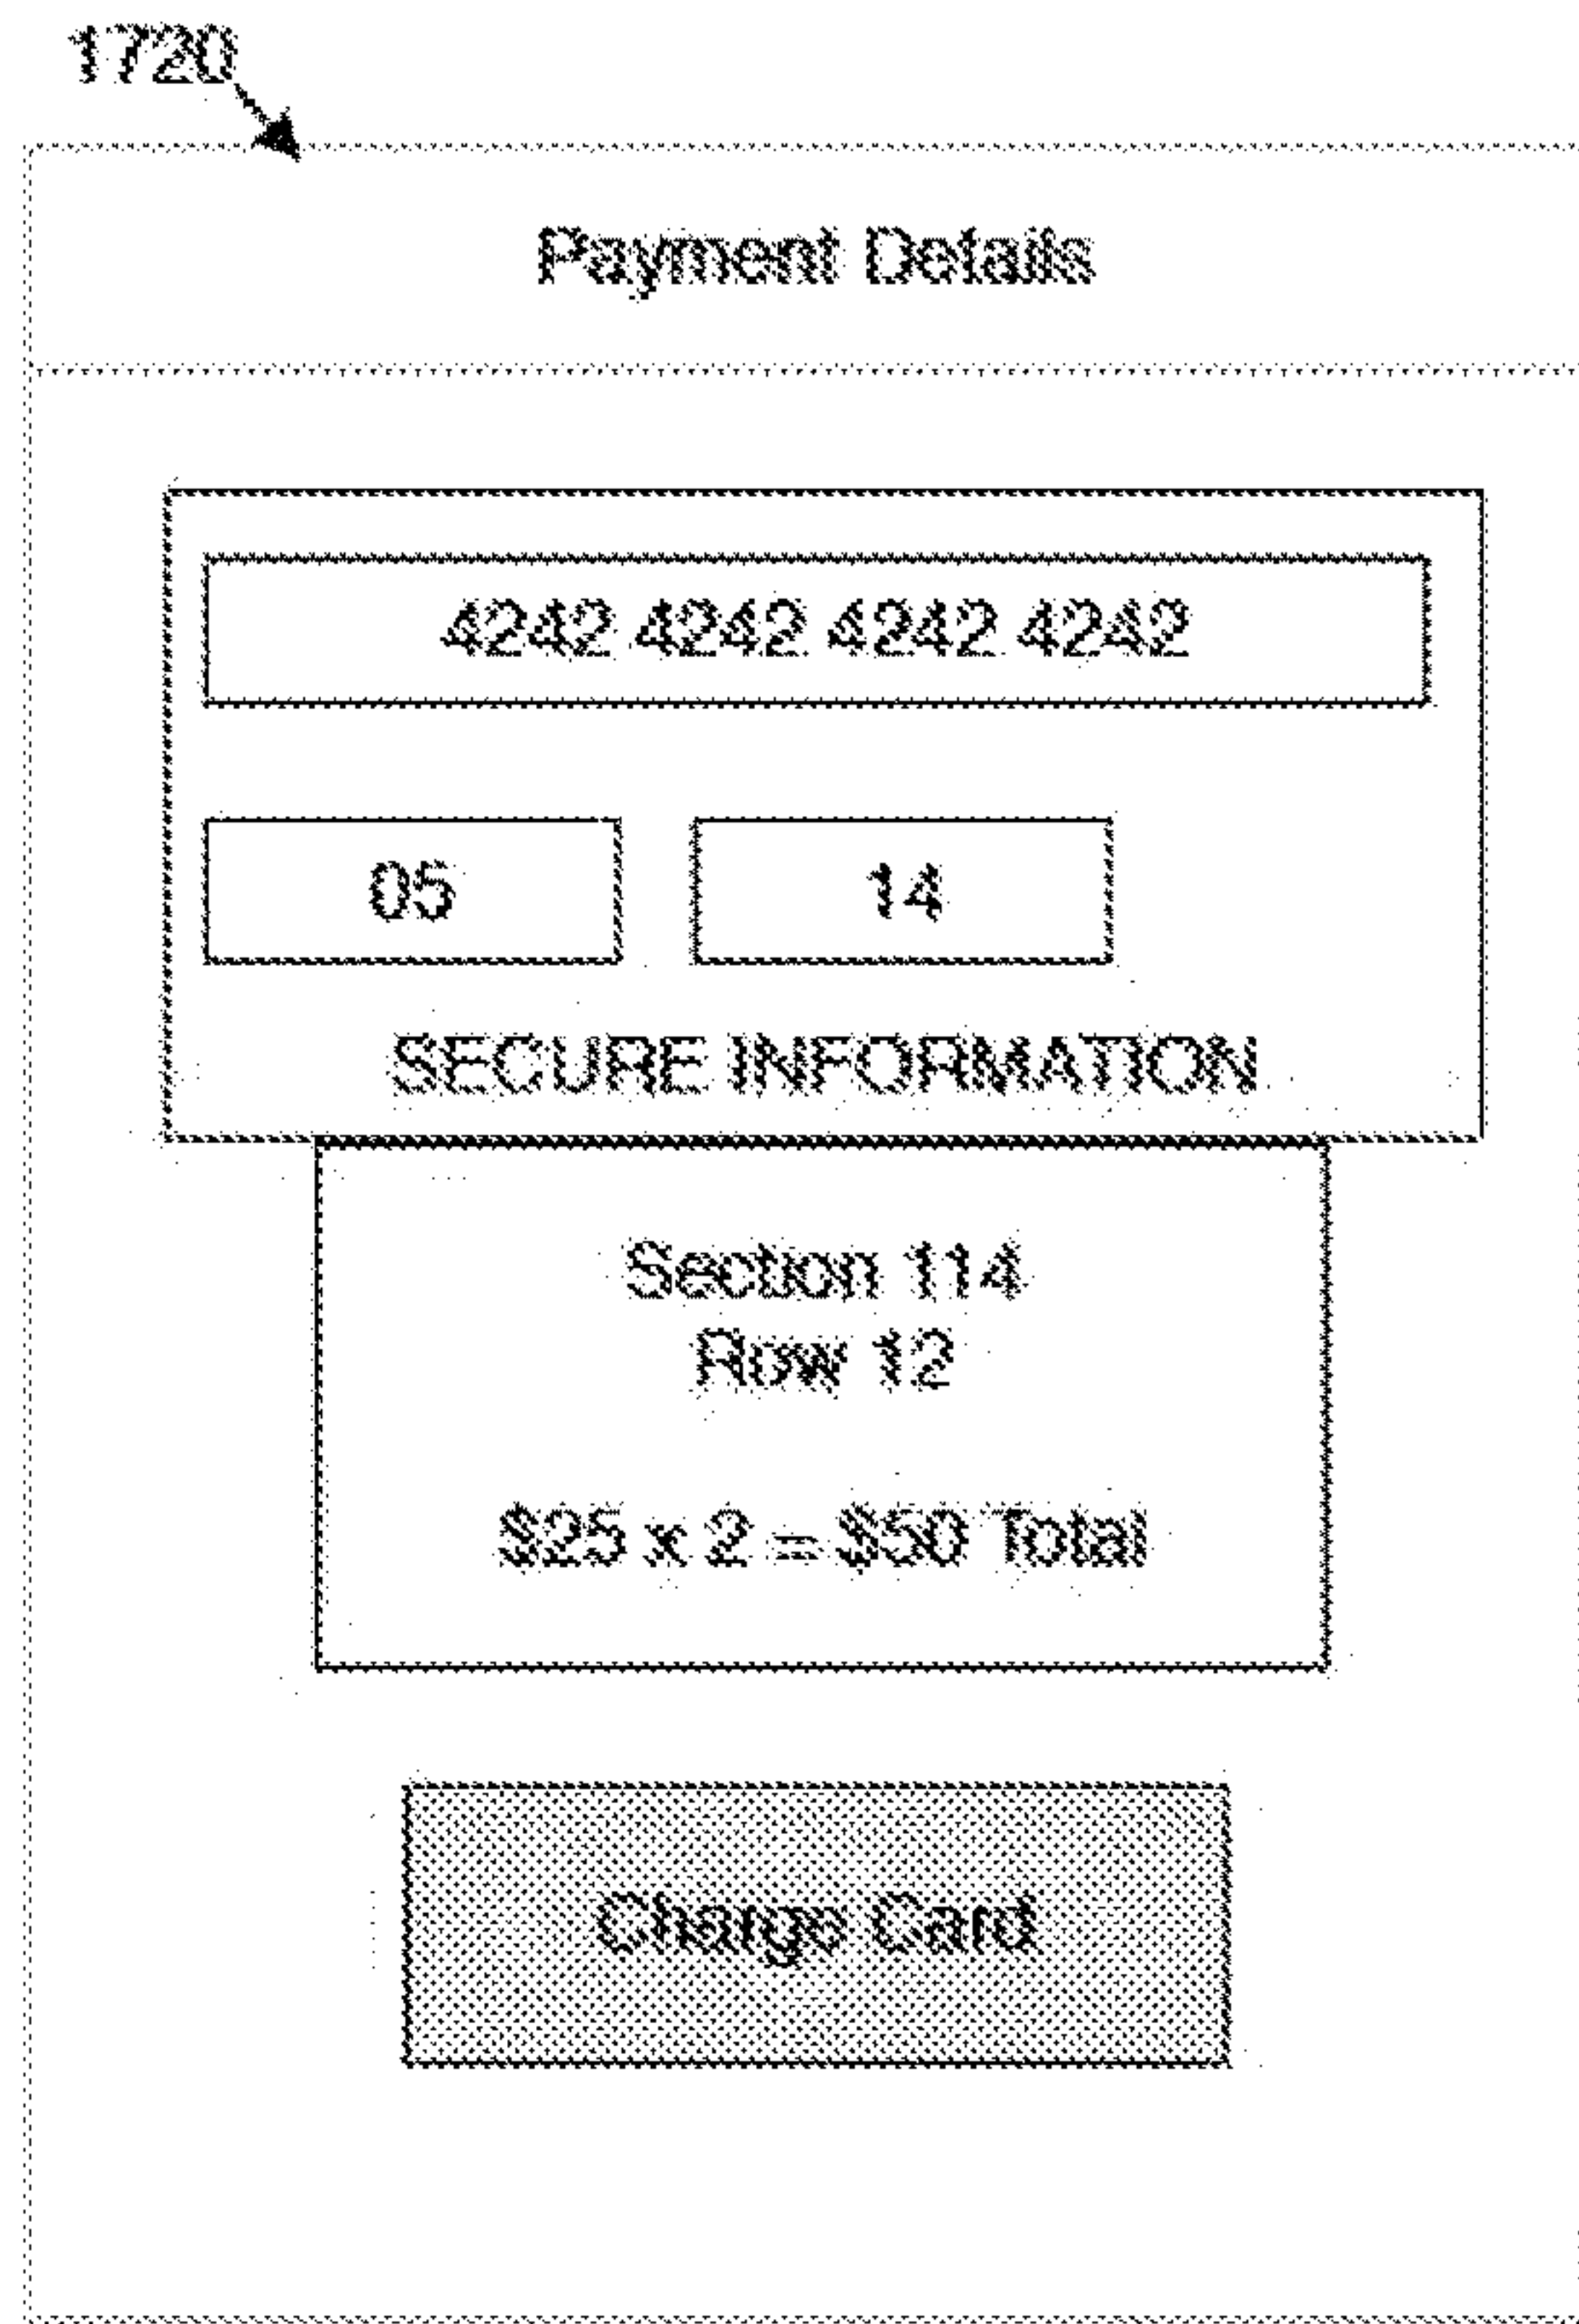 1720
Payment Details
4242 4242 4242 4242
05 14
SECURE INFORMATION
Section 114
Row 12
$25 x 2 = $50 Total
Charge Card